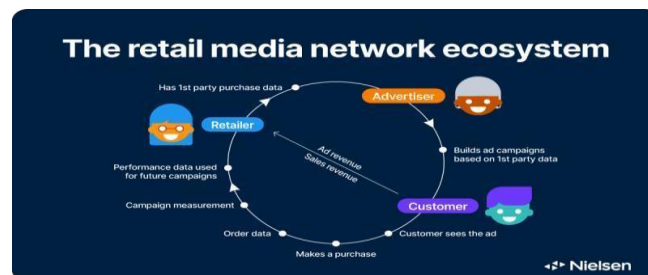 The retail media network ecosystem
Has 1st party purchase data
Advertiser
Retailer
Builds ad campaigns
based on 1st party data
Ad revenue
Sales revenue
Performance data used
for future campaigns
Campaign measurement
Customer
Order data
Customer sees the ad
Makes a purchase
Nielsen